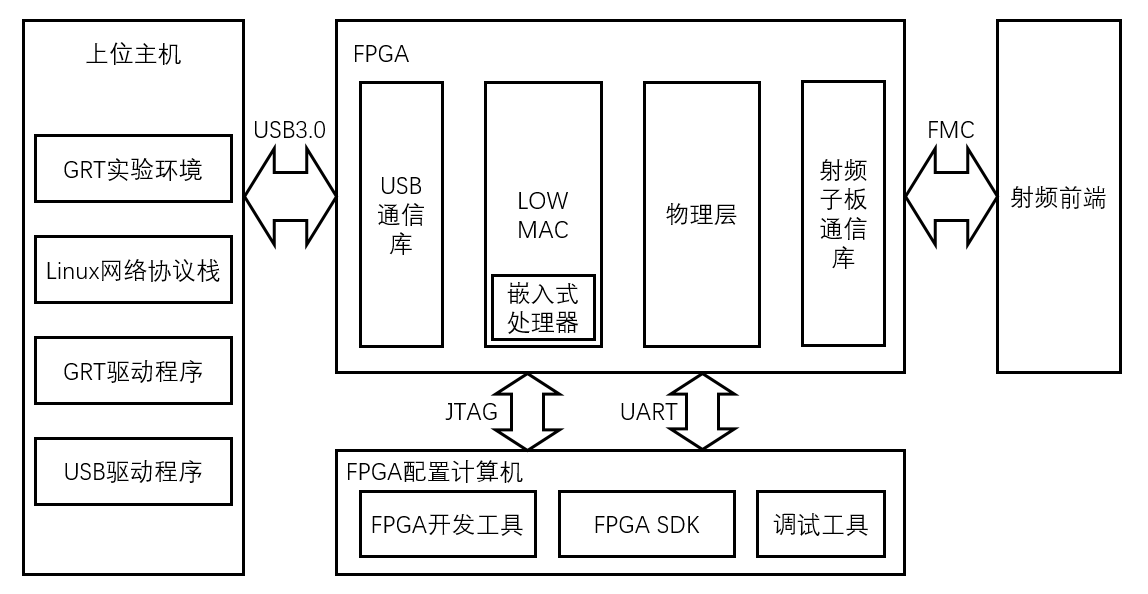 上位主机
GRT实验环境
Linux网络协议栈
GRT驱动程序
USB驱动程序
USB3.0
FPGA
USB
通信
库
LOW
MAC
嵌入式
处理器
物理层
射频
子板
通信
库
FMC
射频前端
JTAG
UART
FPGA配置计算机
FPGA开发工具
FPGA SDK
调试工具